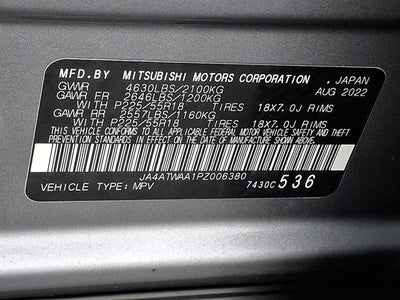 MFD.BY MITSUBISHI MOTORS CORPORATION , JAPAN
GVWR 4630LBS/2100KG AUG 2022
GAWR FR 2646LBS/1200KG
WITH P225/55R18 TIRES 18X7.0J RIMS
GAWR RR 2557LBS/1160KG
WITH P225/55R18 TIRES 18X7.0J RIMS
THIS VEHICLE CONFORMS TO ALL APPLICABLE FEDERAL MOTOR
VEHICLE SAFETY AND THEFT PREVENTION STANDARDS IN EFFECT
ON THE DATE OF MANUFACTURE SHOWN ABOVE.
JA4ATWAA1PZ006380
VEHICLE TYPE: MPV 7430C 536